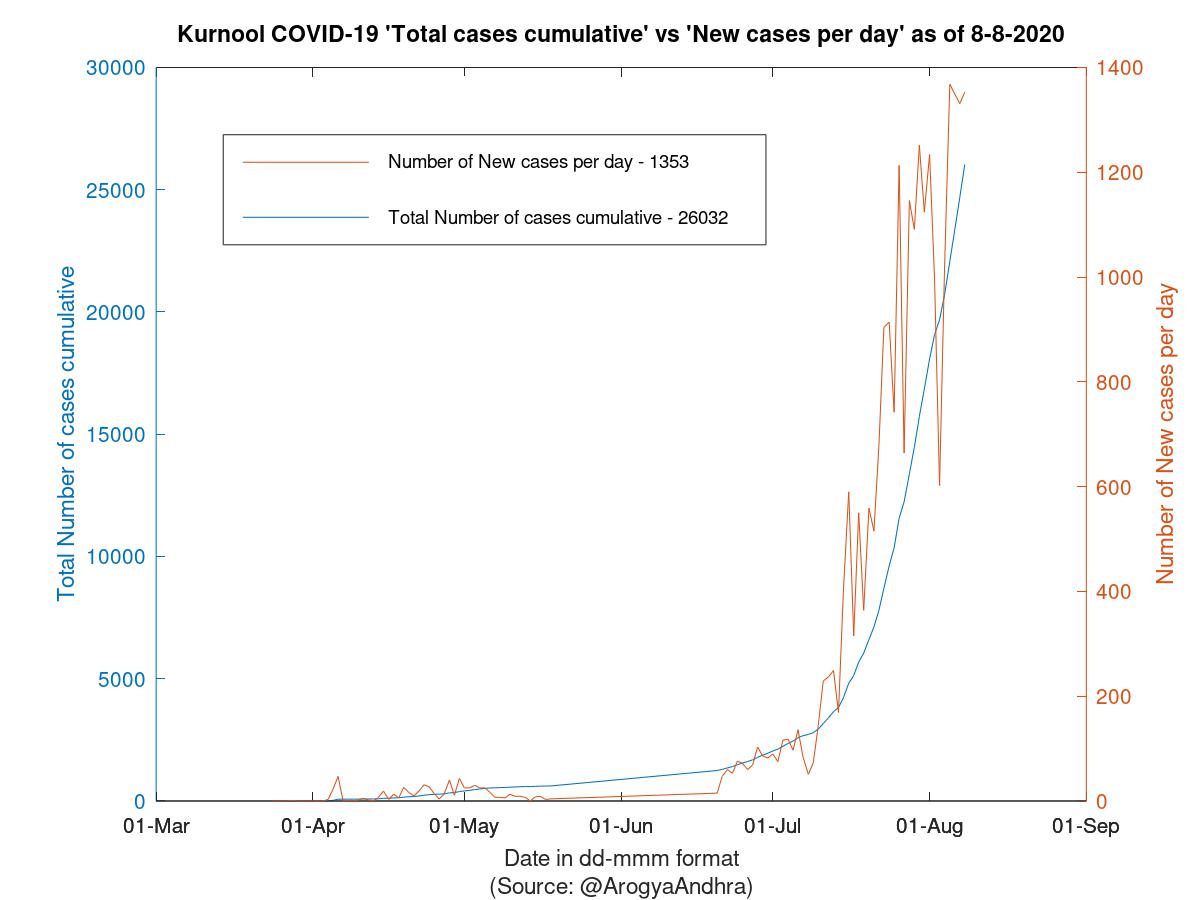 Kurnool COVID-19 'Total cases cumulative' vs 'New cases per day' as of 8-8-2020
30000
25000
20000
15000
10000
5000
0
Total Number of cases cumulative
Number of New cases per day - 1353
Total Number of cases cumulative - 26032
1400
1200
1000
800
600
400
200
0
Number of New cases per day
01-Mar 01-Apr 01-May 01-Jun 01-Jul 01-Aug 01-Sep
Date in dd-mmm format
(Source: @ArogyaAndhra)